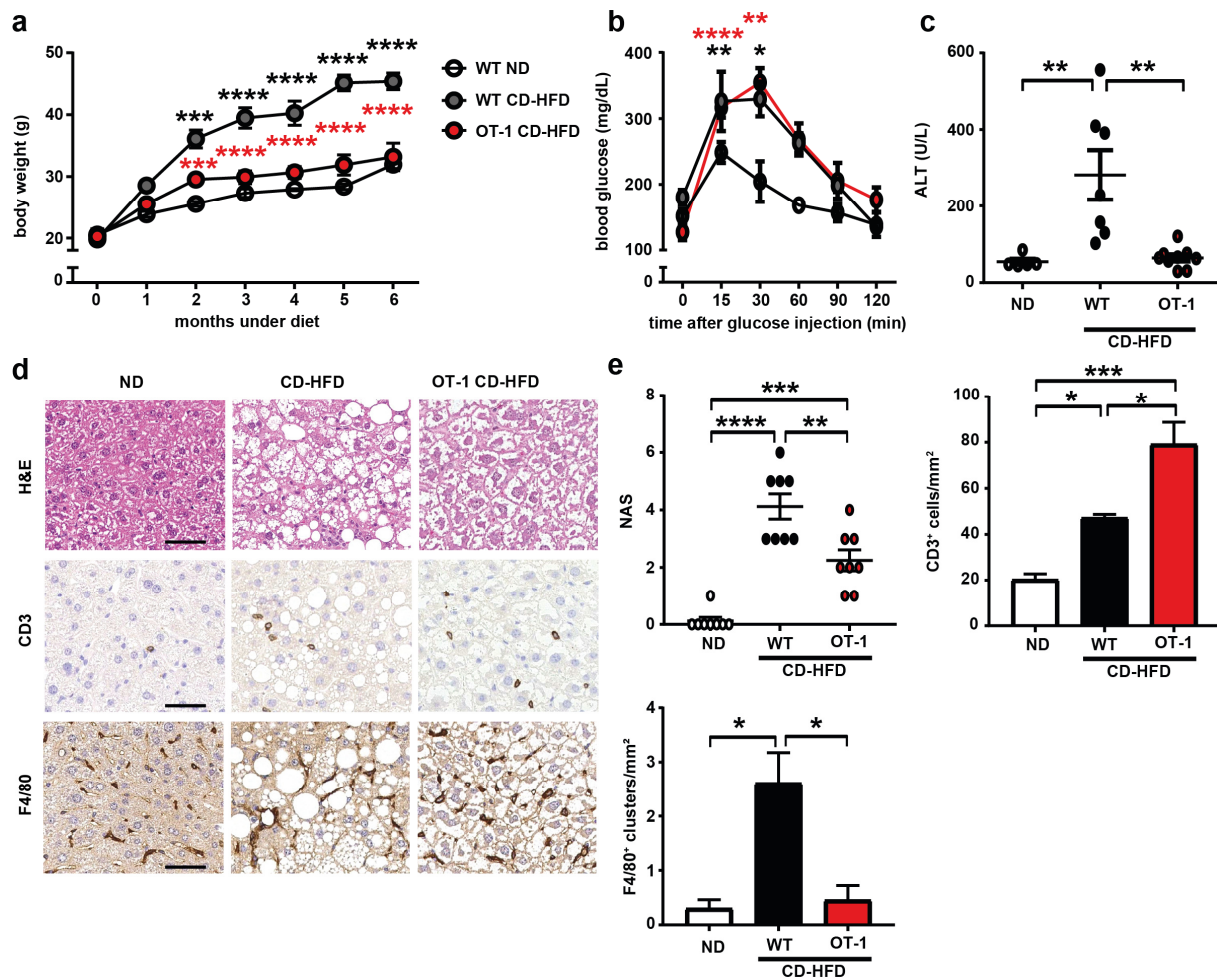 a
50
40
30
20
0
body weight (g)
***
****
****
****
****
***
****
****
****
****
0 1 2 3 4 5 6
months under diet
WT ND
WT CD-HFD
OT-1 CD-HFD
b
400
300
200
100
0
blood glucose (mg/dL)
**** **
** *
0 15 30 60 90 120
time after glucose injection (min)
c
600
400
200
0
ALT (U/L)
** **
ND WT OT-1
CD-HFD
d
ND CD-HFD OT-1 CD-HFD
H&E
CD3
F4/80
e
8
6
4
2
0
NAS
***
**** **
ND WT OT-1
CD-HFD
100
80
60
40
20
0
CD3⁺ cells/mm²
***
* *
ND WT OT-1
CD-HFD
4
3
2
1
0
F4/80⁺ clusters/mm²
* *
ND WT OT-1
CD-HFD